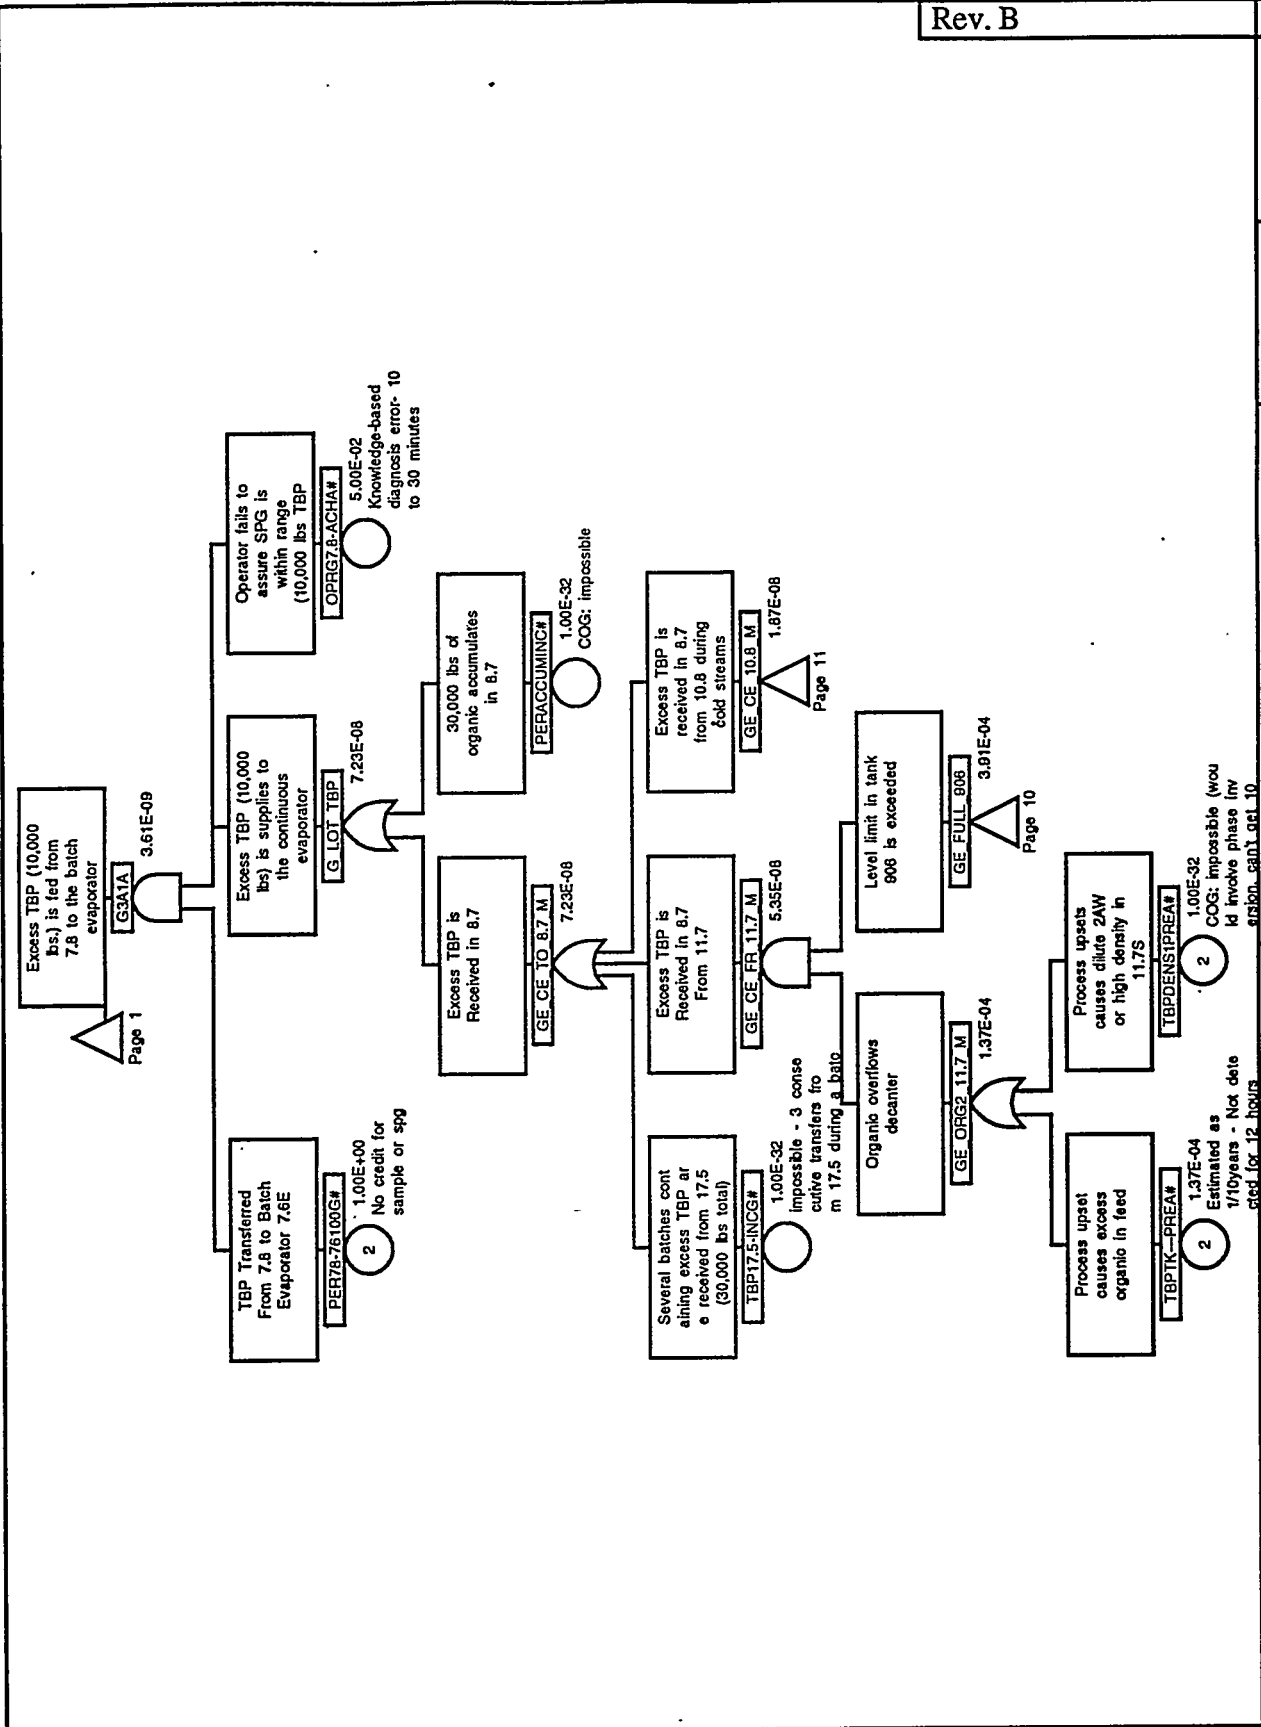 Rev. B
Excess TBP (10,000
lbs.) is fed from
7.8 to the batch
evaporator
G3A1A
3.61E-09
Page 1
TBP Transferred
From 7.8 to Batch
Evaporator 7.6E
PER78-76100G#
1.00E+00
No credit for
sample or spg
2
Excess TBP (10,000
lbs) is supplies to
the continuous
evaporator
G LOT TBP
7.23E-08
Operator fails to
assure SPG is
within range
(10,000 lbs TBP
OPRG7.8-ACHA#
5.00E-02
Knowledge-based
diagnosis error- 10
to 30 minutes
Excess TBP is
Received in 8.7
GE_CE_TO 8.7_M
7.23E-08
30,000 lbs of
organic accumulates
in 8.7
PERACCUMINC#
1.00E-32
COG: impossible
Several batches cont
aining excess TBP ar
e received from 17.5
(30,000 lbs total)
TBP17.5-INCG#
1.00E-32
impossible - 3 conse
cutive transfers fro
m 17.5 during a batc
Excess TBP is
Received in 8.7
From 11.7
GE_CE_FR_11.7_M
5.35E-08
Excess TBP is
received in 8.7
from 10.8 during
cold streams
GE_CE_10.8_M
1.87E-08
Page 11
Organic overflows
decanter
GE_ORG2_11.7_M
1.37E-04
Level limit in tank
906 is exceeded
GE_FULL_906
3.91E-04
Page 10
Process upset
causes excess
organic in feed
TBPTK—PREA#
1.37E-04
Estimated as
1/10years - Not dete
cted for 12 hours
2
Process upsets
causes dilute 2AW
or high density in
11.7S
TBPDENS1PREA#
1.00E-32
COG: impossible (wou
ld involve phase inv
ersion, can't get 10
2